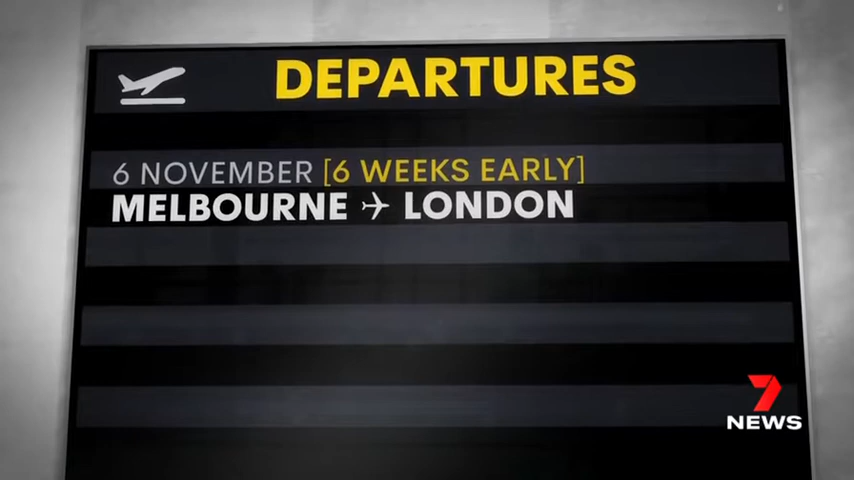 DEPARTURES
6 NOVEMBER [6 WEEKS EARLY]
MELBOURNE LONDON
7
NEWS